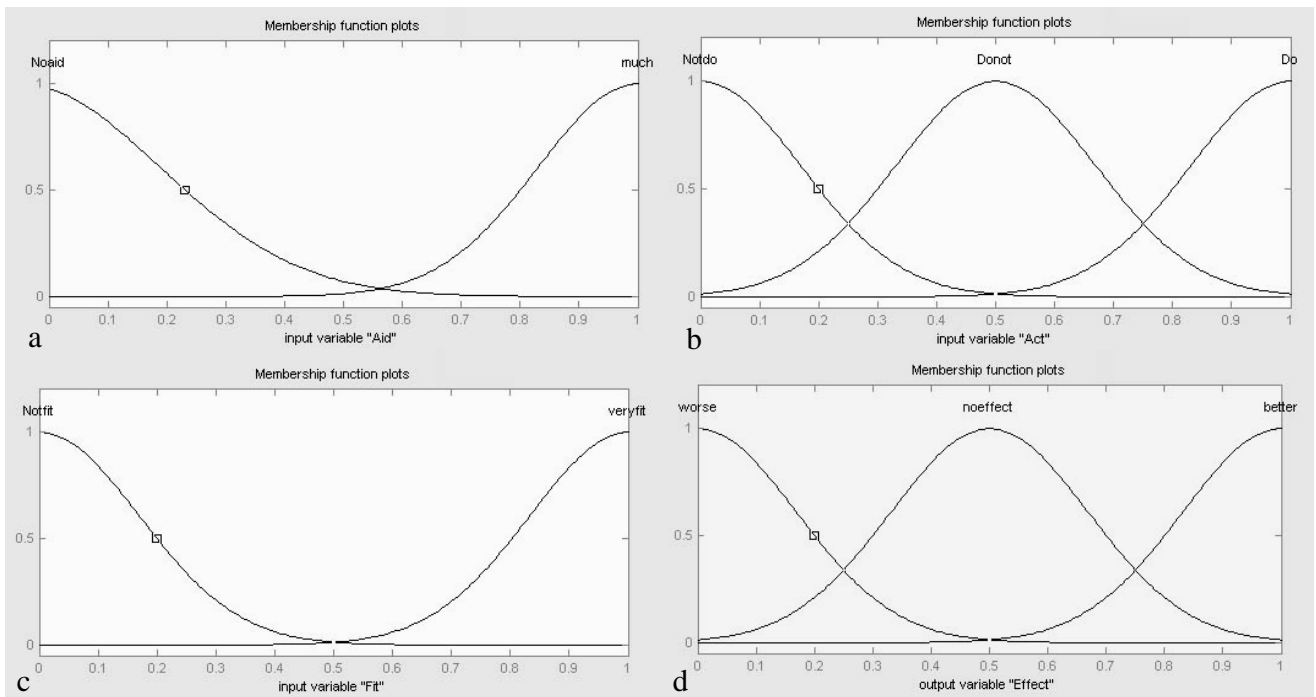 Membership function plots
Noaid much
1
0.5
0
0 0.1 0.2 0.3 0.4 0.5 0.6 0.7 0.8 0.9 1
a
input variable "Aid"
Membership function plots
Notdo Donot Do
1
0.5
0
0 0.1 0.2 0.3 0.4 0.5 0.6 0.7 0.8 0.9 1
b
input variable "Act"
Membership function plots
Notfit veryfit
1
0.5
0
0 0.1 0.2 0.3 0.4 0.5 0.6 0.7 0.8 0.9 1
c
input variable "Fit"
Membership function plots
worse noeffect better
1
0.5
0
0 0.1 0.2 0.3 0.4 0.5 0.6 0.7 0.8 0.9 1
d
output variable "Effect"